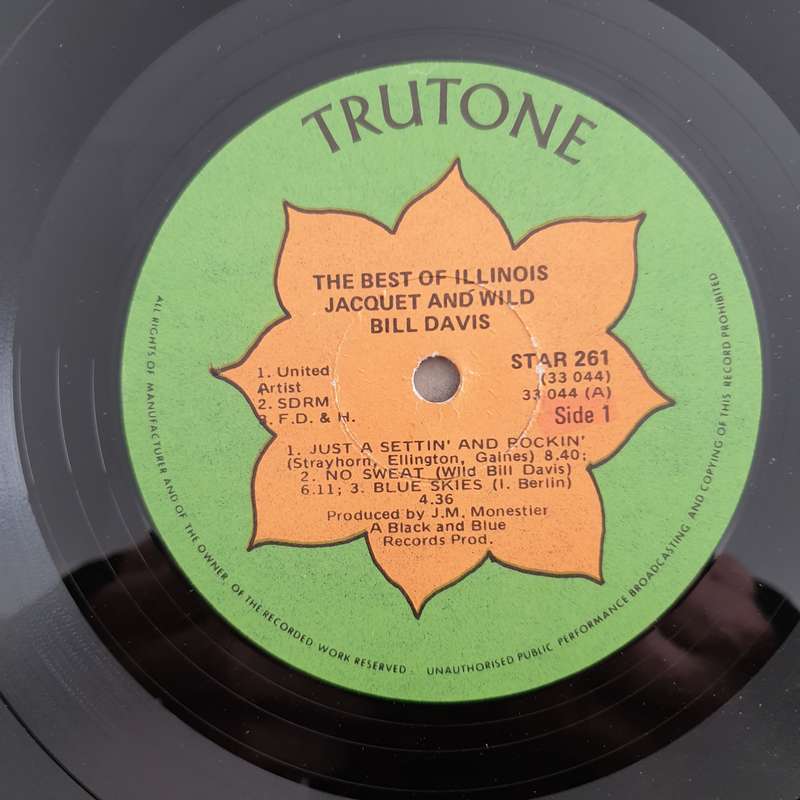 TRUTONE
THE BEST OF ILLINOIS
JACQUET AND WILD
BILL DAVIS
1. United
Artist
2. SDRM
3. F.D. & H.
STAR 261
(33 044)
33 044 (A)
Side 1
1. JUST A SETTIN' AND ROCKIN'
(Strayhorn, Ellington, Gaines) 8.40;
2. NO SWEAT (Wild Bill Davis)
6.11; 3. BLUE SKIES (I. Berlin)
4.36
Produced by J.M. Monestier
A Black and Blue
Records Prod.
ALL RIGHTS OF MANUFACTURER AND OF THE OWNER OF THE RECORDED WORK RESERVED. UNAUTHORISED PUBLIC PERFORMANCE BROADCASTING AND COPYING OF THIS RECORD PROHIBITED